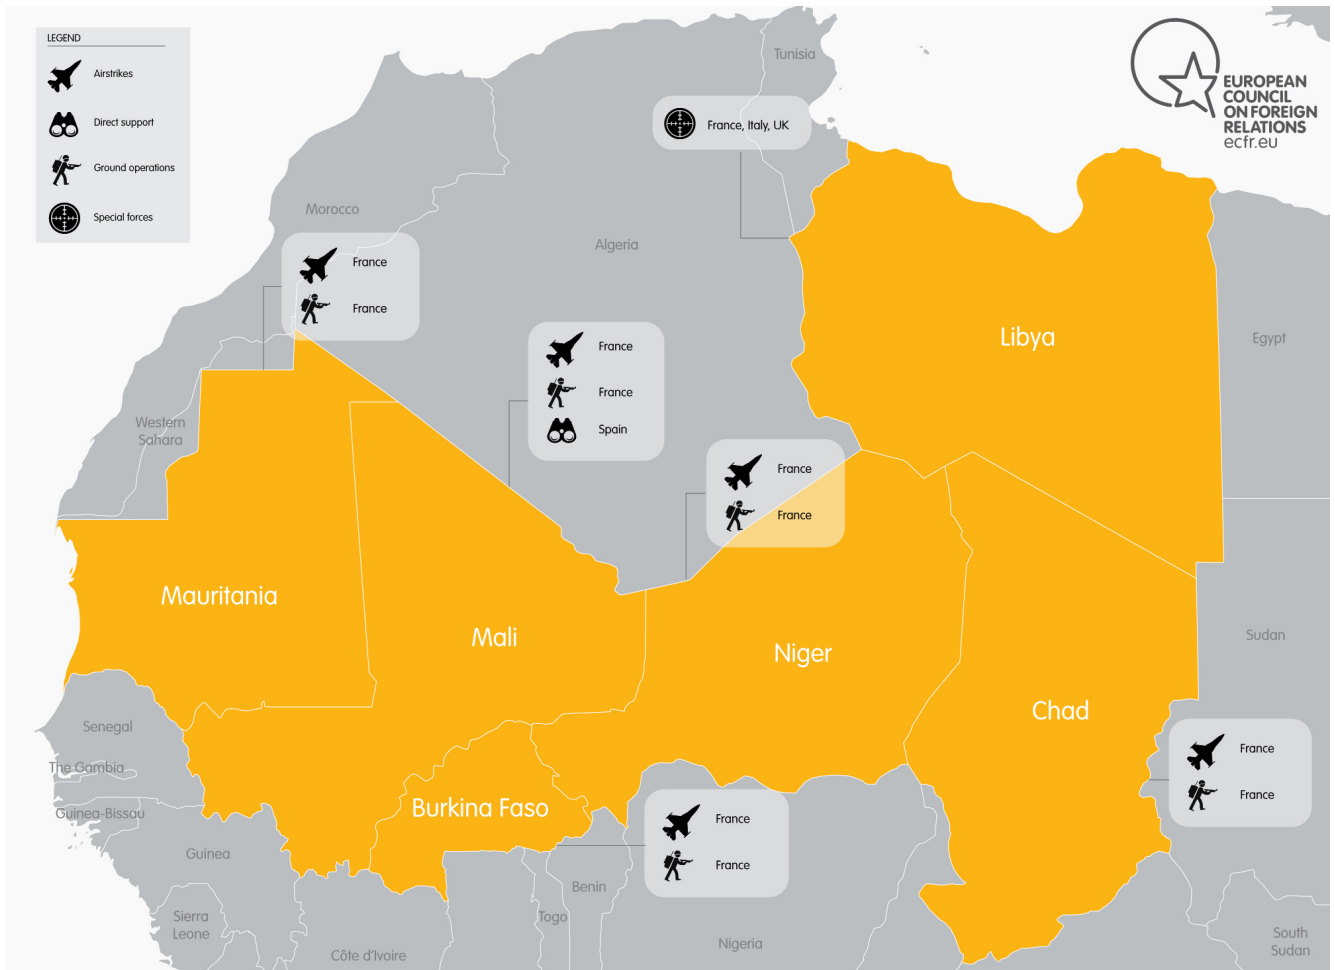 LEGEND
Airstrikes
Direct support
Ground operations
Special forces
Tunisia
EUROPEAN
COUNCIL
ON FOREIGN
RELATIONS
ecfr.eu
France, Italy, UK
Morocco
Algeria
France
France
Libya
Egypt
France
France
Spain
Western
Sahara
France
France
Mauritania
Mali
Niger
Sudan
Chad
Senegal
The Gambia
Guinea-Bissau
Guinea
Burkina Faso
France
France
France
France
Sierra
Leone
Benin
Togo
Côte d'Ivoire
Nigeria
South
Sudan